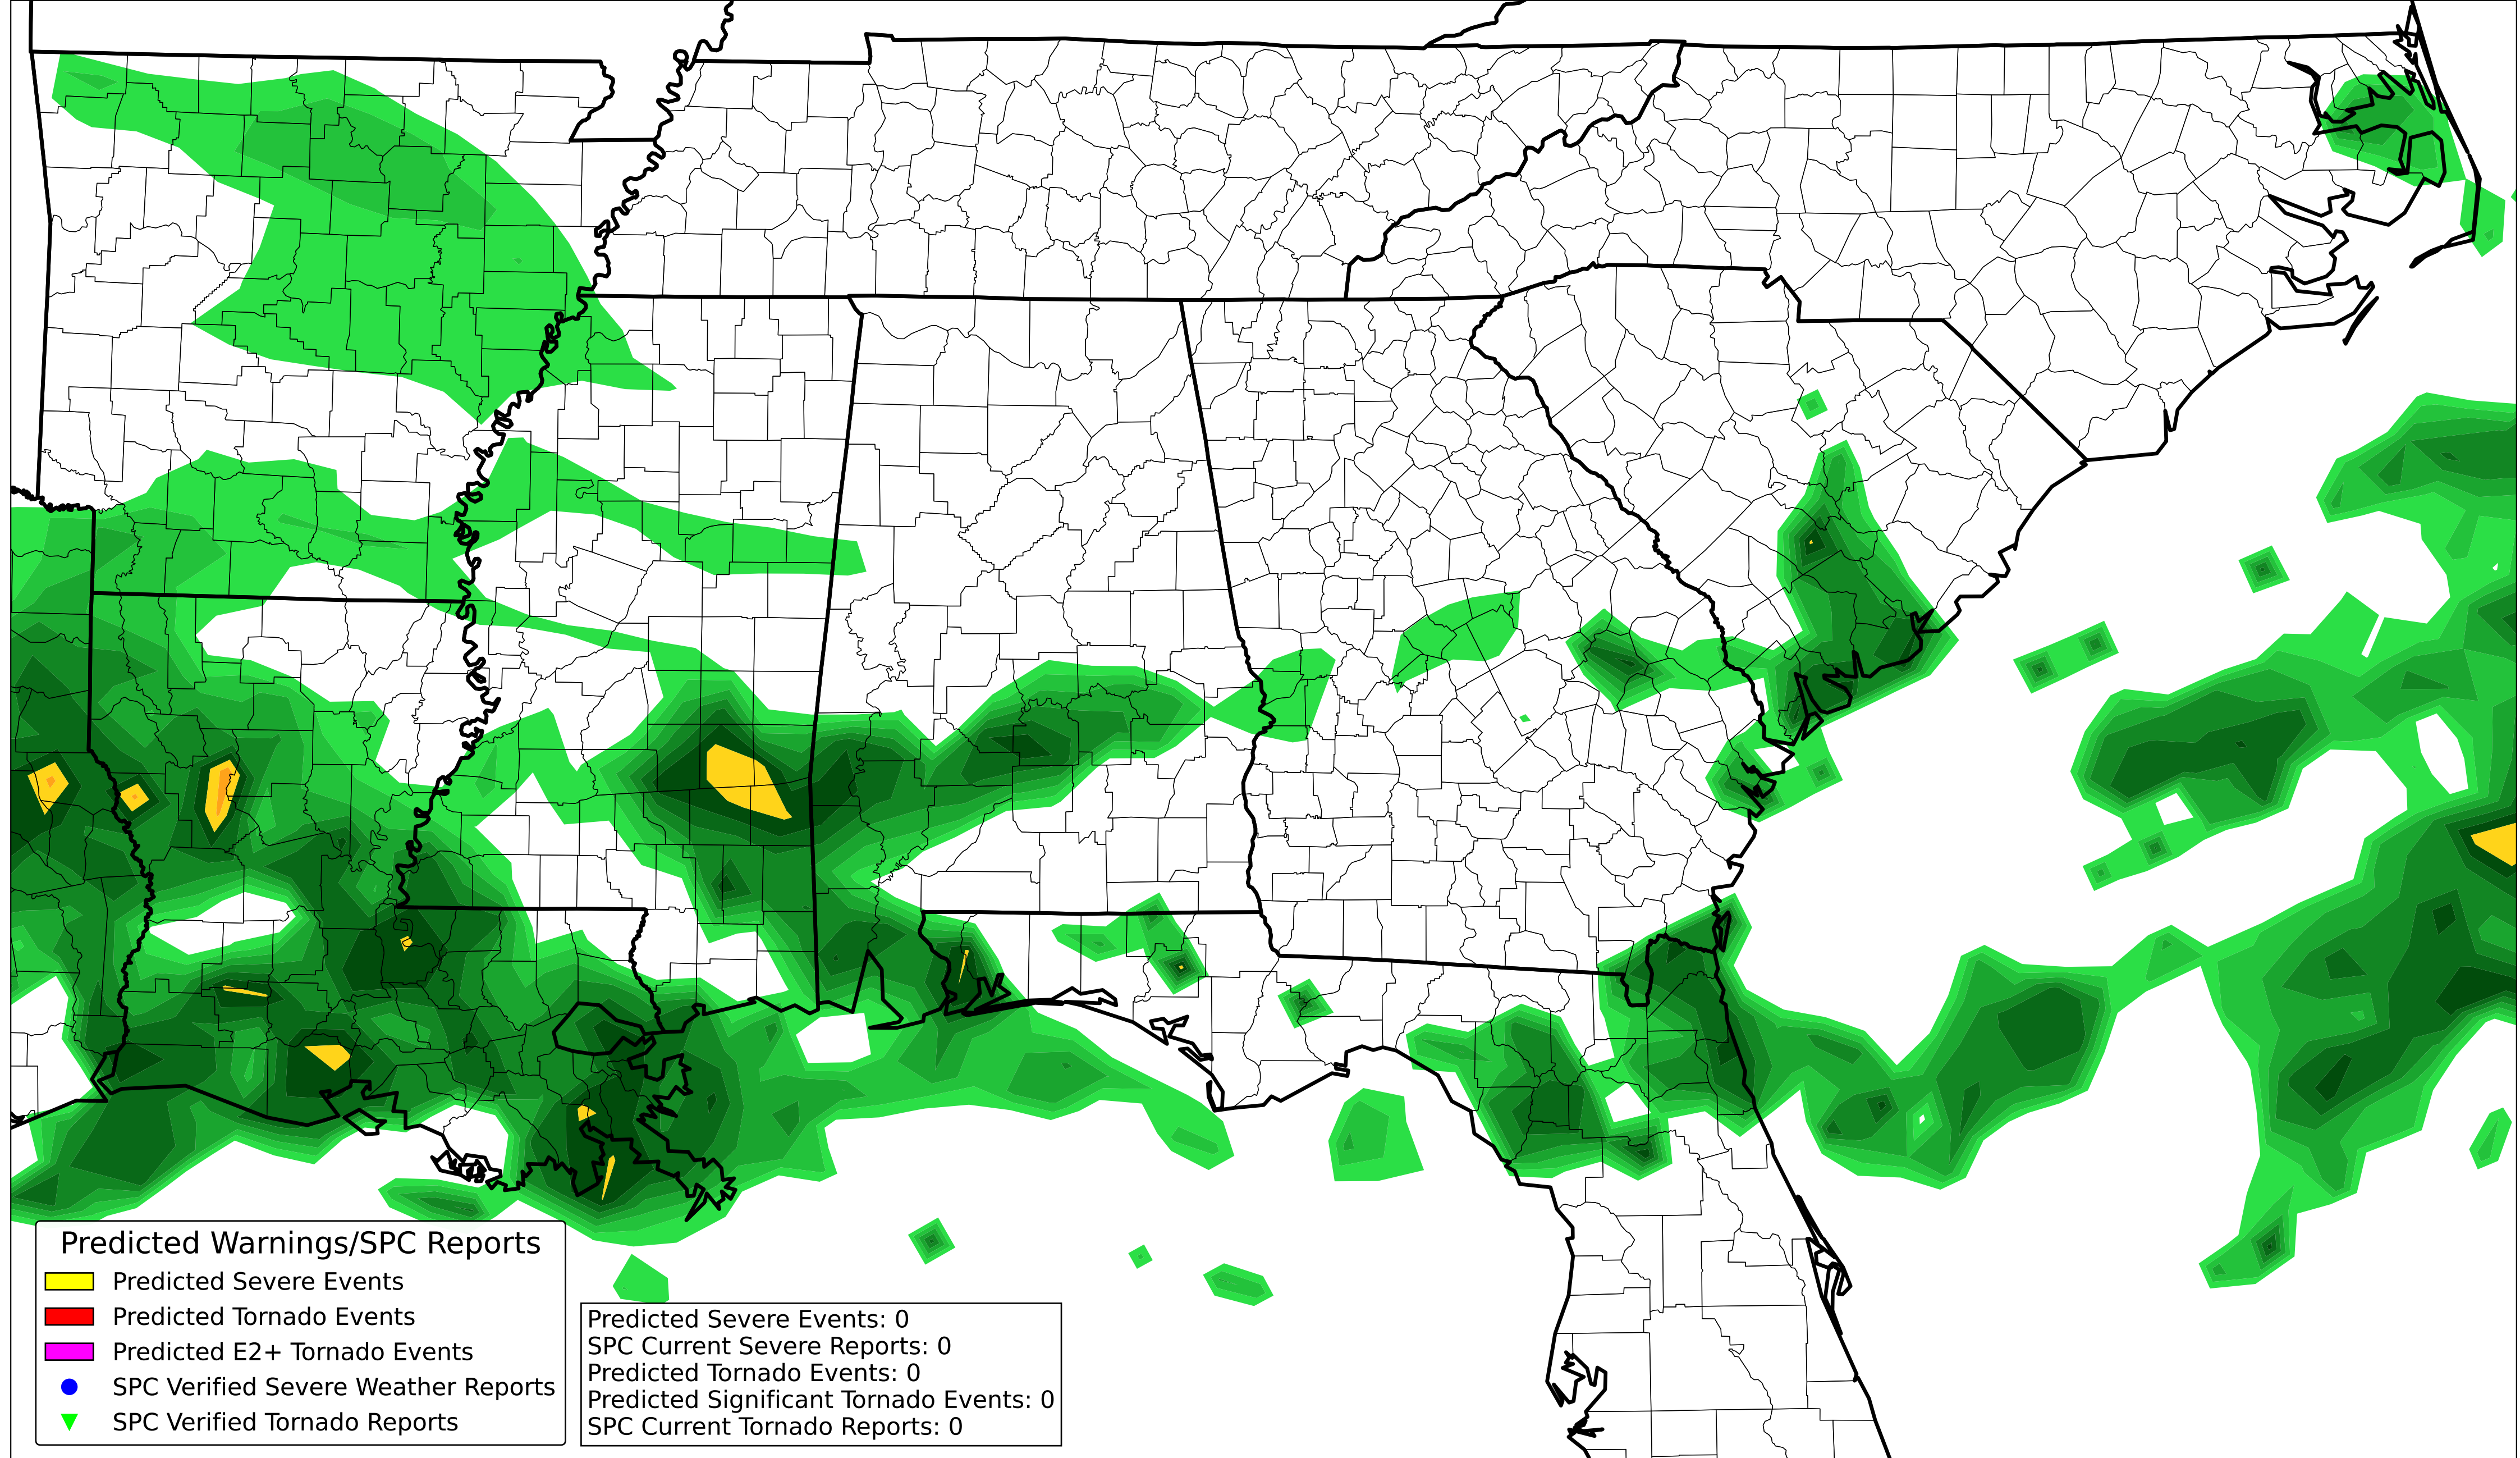 Predicted Warnings/SPC Reports
Predicted Severe Events
Predicted Tornado Events
Predicted E2+ Tornado Events
SPC Verified Severe Weather Reports
SPC Verified Tornado Reports
Predicted Severe Events: 0
SPC Current Severe Reports: 0
Predicted Tornado Events: 0
Predicted Significant Tornado Events: 0
SPC Current Tornado Reports: 0